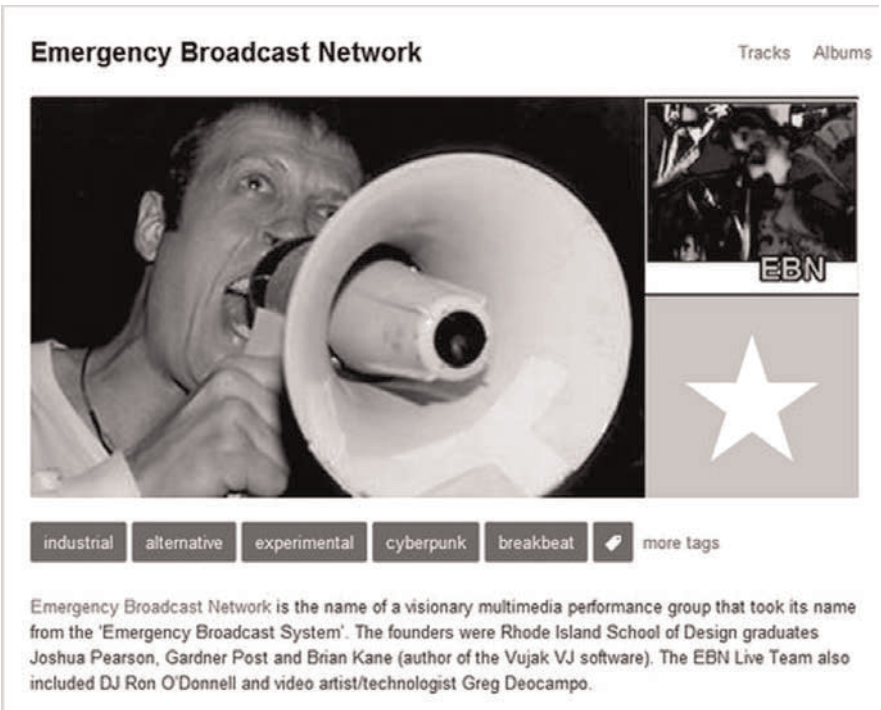 Emergency Broadcast Network
Tracks Albums
EBN
industrial alternative experimental cyberpunk breakbeat more tags
Emergency Broadcast Network is the name of a visionary multimedia performance group that took its name
from the 'Emergency Broadcast System'. The founders were Rhode Island School of Design graduates
Joshua Pearson, Gardner Post and Brian Kane (author of the Vujak VJ software). The EBN Live Team also
included DJ Ron O'Donnell and video artist/technologist Greg Deocampo.